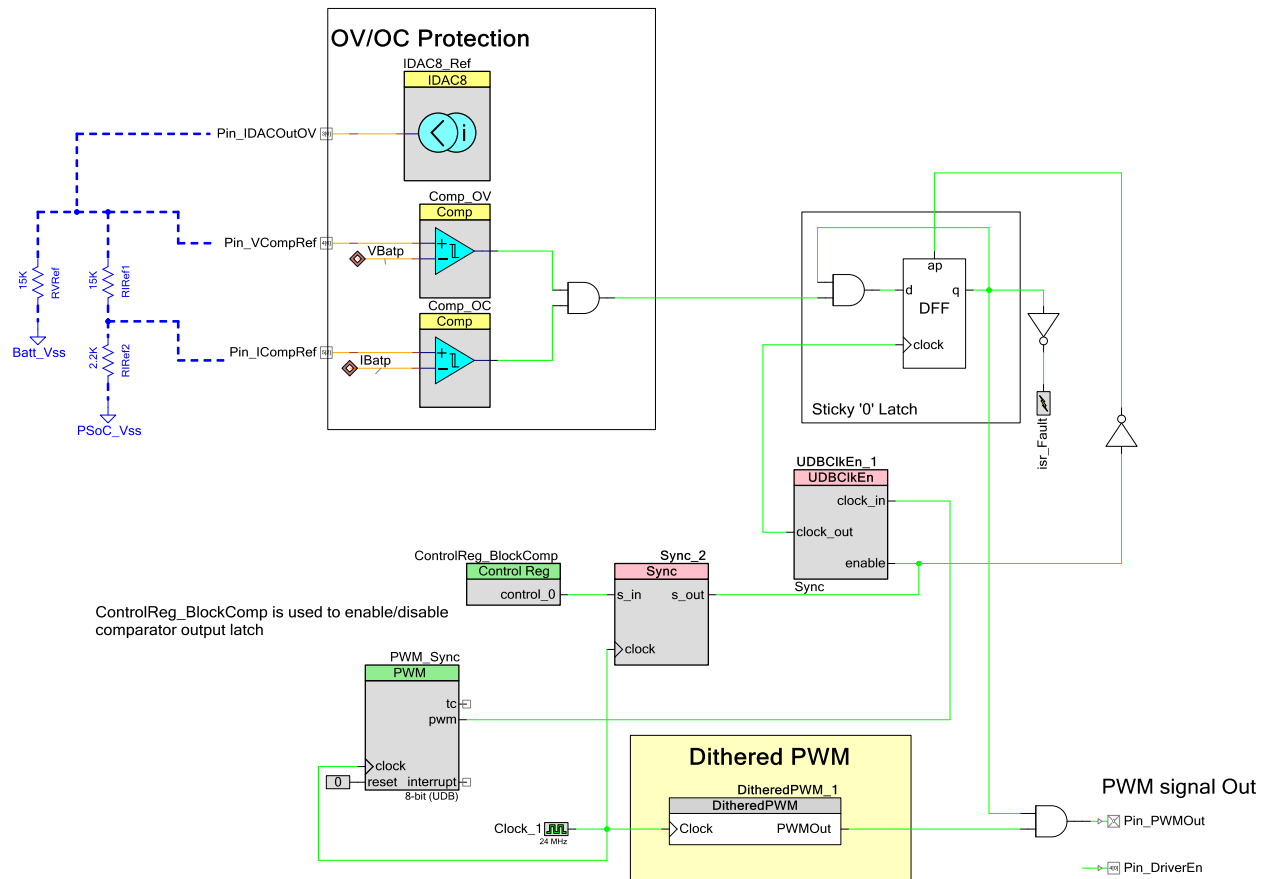 OV/OC Protection
IDAC8_Ref
IDAC8
i
Pin_IDACOutOV
Comp_OV
Comp
Pin_VCompRef
VBatp
+
−
15K
RVRef
15K
RIRef1
Comp_OC
Comp
Pin_ICompRef
IBatp
+
−
2.2K
RIRef2
Batt_Vss
PSoC_Vss
ap
d
q
DFF
clock
Sticky '0' Latch
isr_Fault
UDBClkEn_1
UDBClkEn
clock_in
clock_out
enable
Sync
ControlReg_BlockComp
Control Reg
control_0
Sync_2
Sync
s_in
s_out
clock
ControlReg_BlockComp is used to enable/disable
comparator output latch
PWM_Sync
PWM
tc
pwm
clock
0
reset
interrupt
8-bit (UDB)
Dithered PWM
DitheredPWM_1
DitheredPWM
Clock_1
24 MHz
Clock
PWMOut
PWM signal Out
Pin_PWMOut
Pin_DriverEn